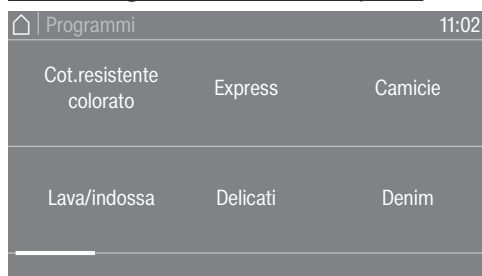 Programmi 11:02
Cot.resistente
colorato
Express
Camicie
Lava/indossa
Delicati
Denim